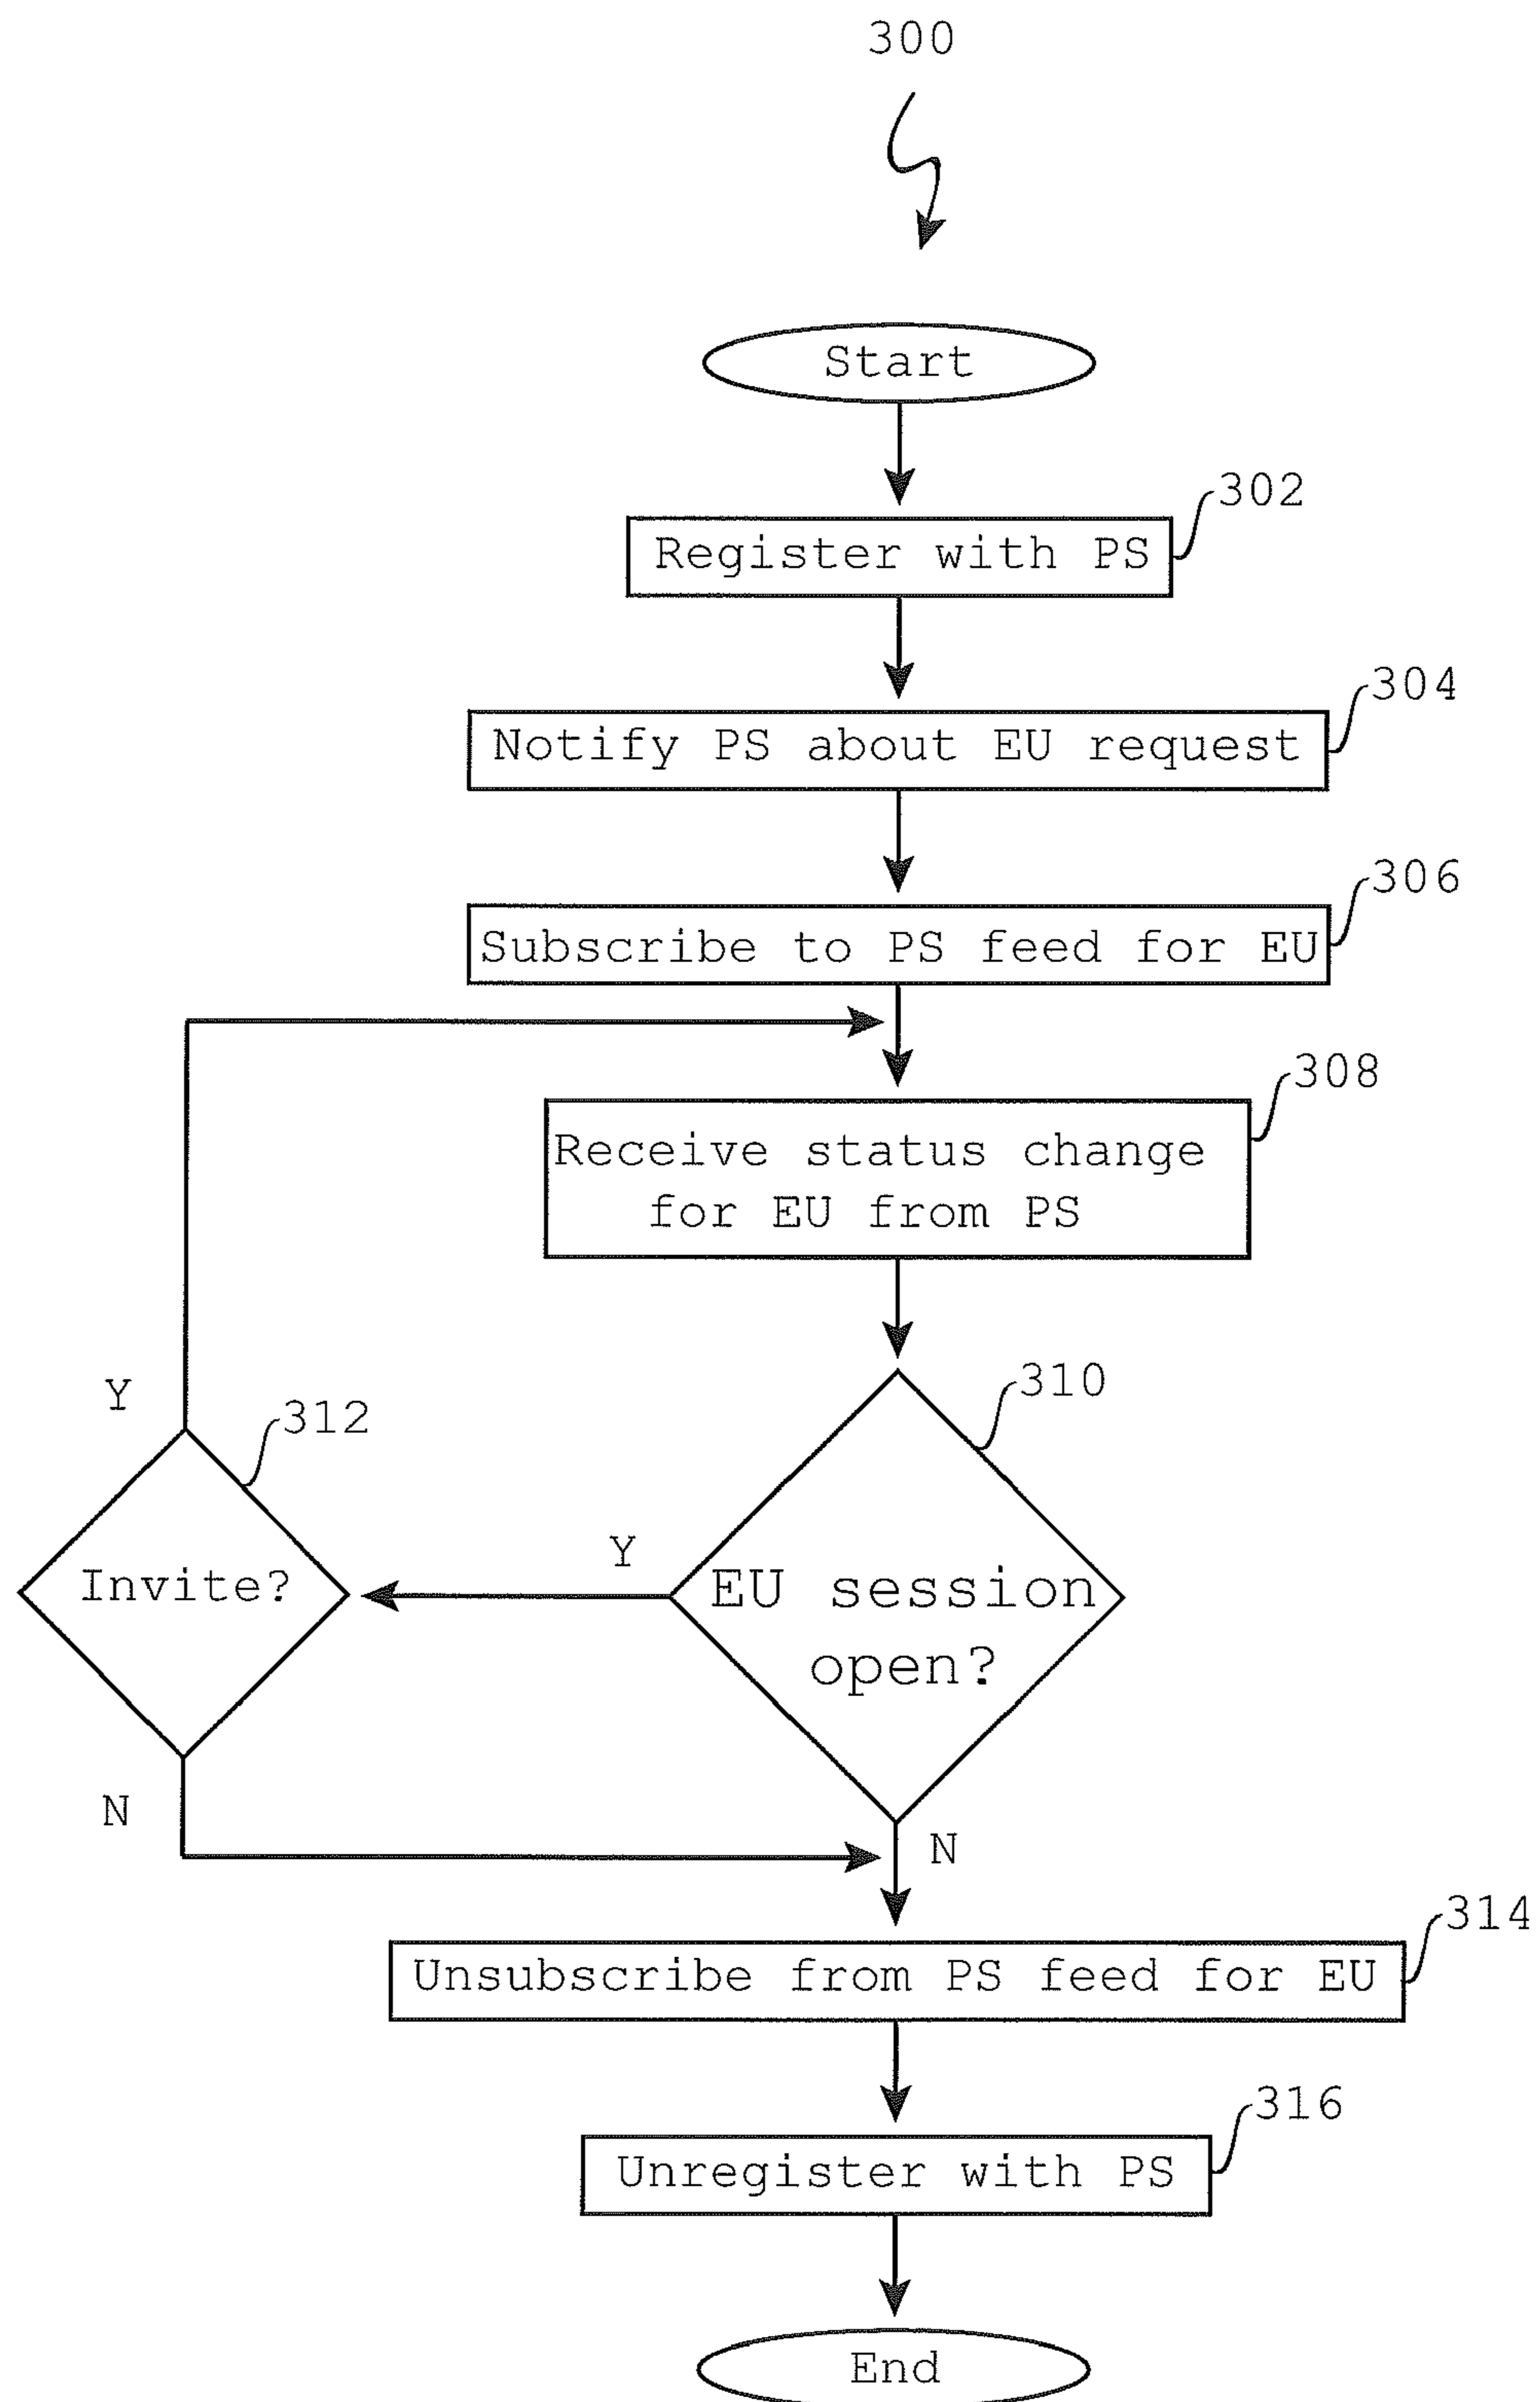 300
Start
302
Register with PS
304
Notify PS about EU request
306
Subscribe to PS feed for EU
308
Receive status change
for EU from PS
310
Y
312
Y
Invite?
EU session
open?
N
N
314
Unsubscribe from PS feed for EU
316
Unregister with PS
End